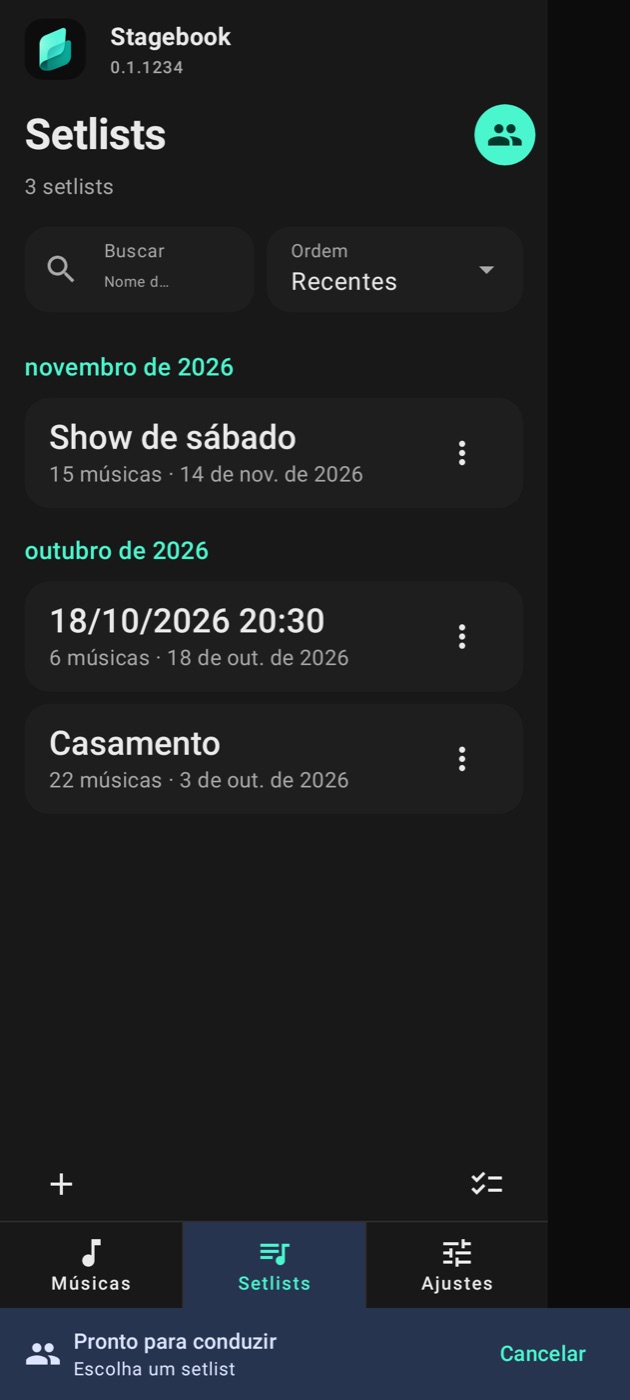 Stagebook
0.1.1234
Setlists
3 setlists
Buscar
Nome d…
Ordem
Recentes
novembro de 2026
Show de sábado
15 músicas · 14 de nov. de 2026
outubro de 2026
18/10/2026 20:30
6 músicas · 18 de out. de 2026
Casamento
22 músicas · 3 de out. de 2026
Músicas
Setlists
Ajustes
Pronto para conduzir
Escolha um setlist
Cancelar